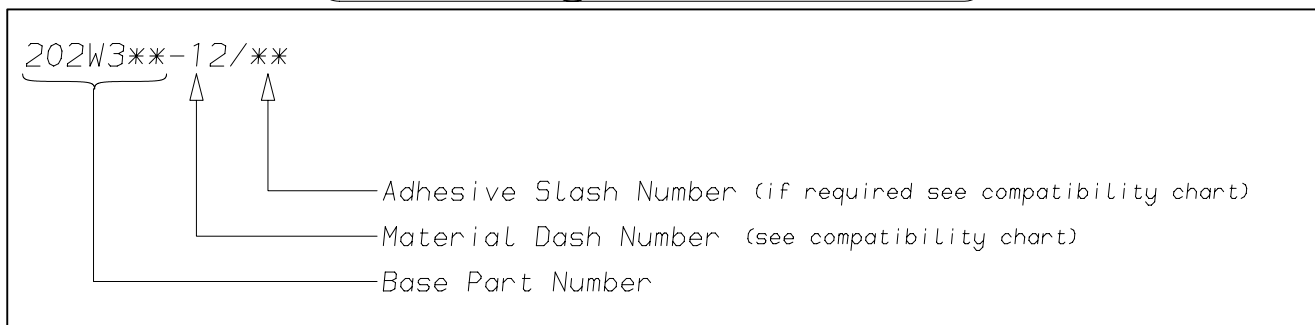 202W3**-12/**
Adhesive Slash Number (if required see compatibility chart)
Material Dash Number (see compatibility chart)
Base Part Number